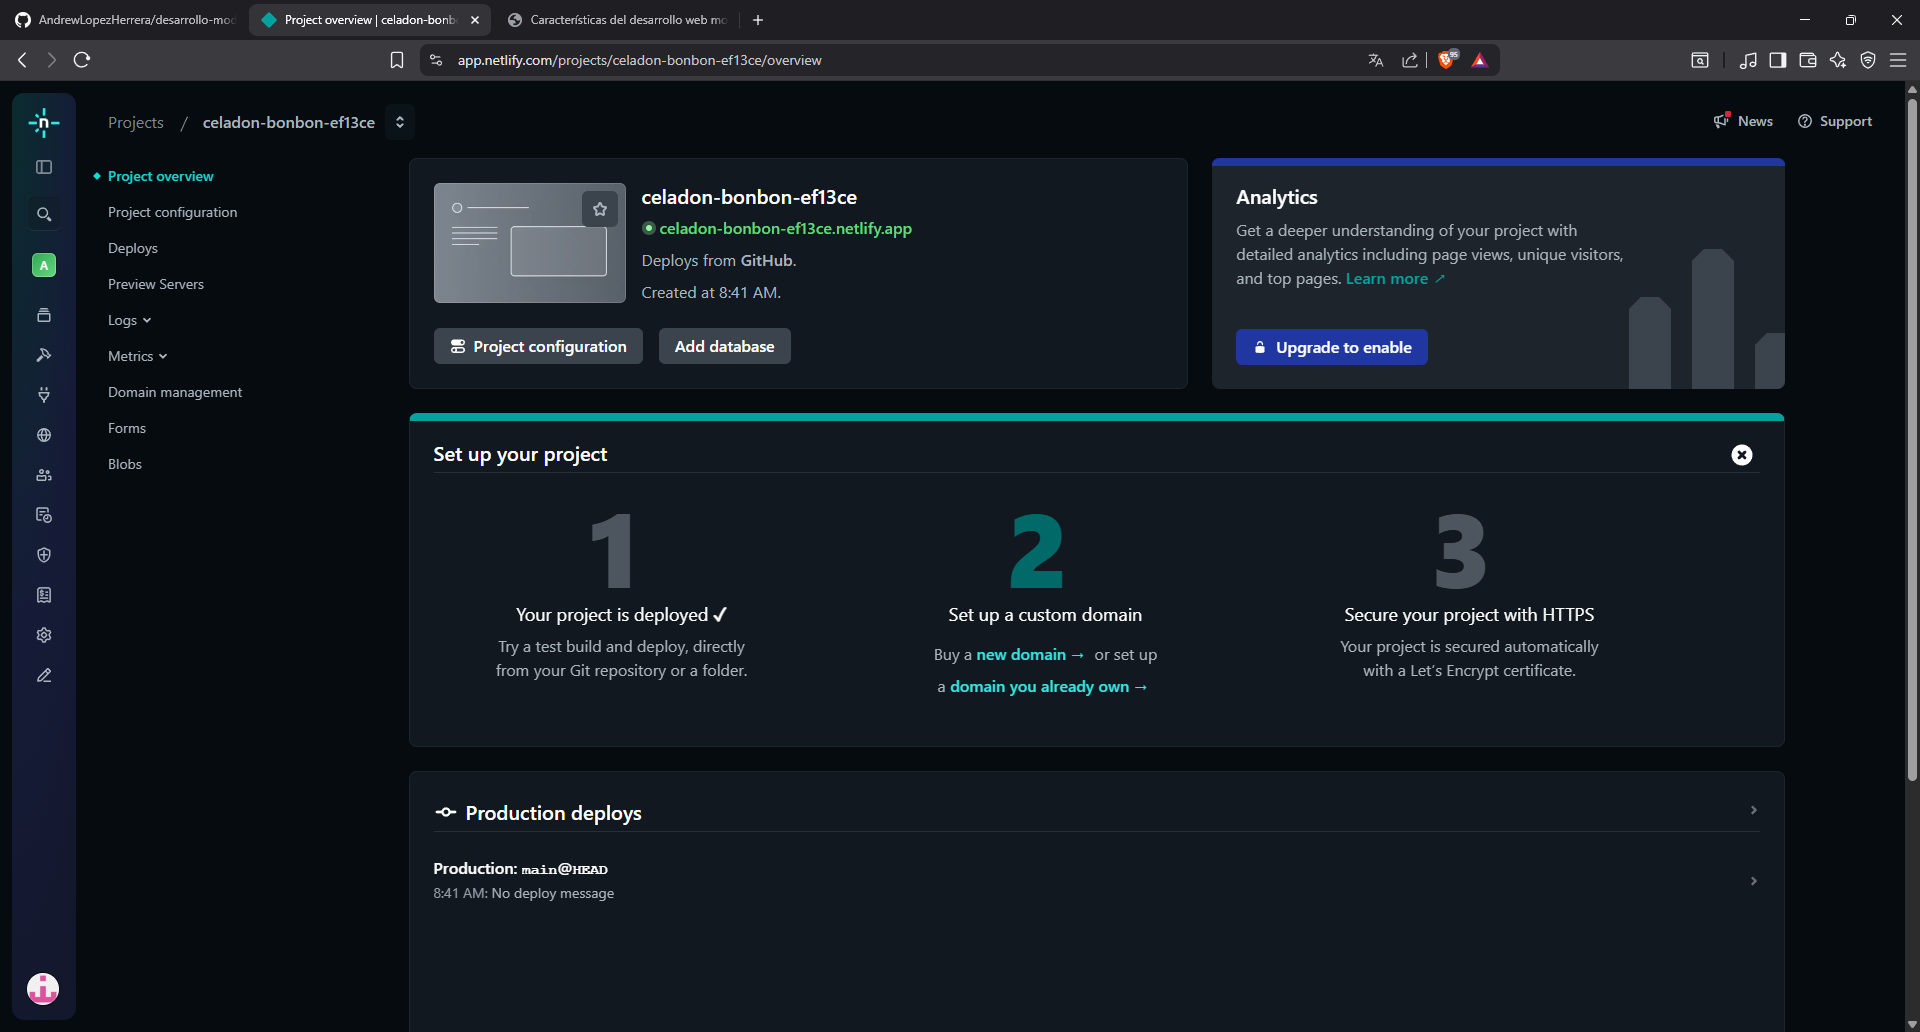 AndrewLopezHerrera/desarrollo-mod
Project overview | celadon-bonb
Características del desarrollo web mo
app.netlify.com/projects/celadon-bonbon-ef13ce/overview
95
n
Projects / celadon-bonbon-ef13ce
News
Support
A
Project overview
Project configuration
Deploys
Preview Servers
Logs
Metrics
Domain management
Forms
Blobs
celadon-bonbon-ef13ce
celadon-bonbon-ef13ce.netlify.app
Deploys from GitHub.
Created at 8:41 AM.
Project configuration
Add database
Analytics
Get a deeper understanding of your project with
detailed analytics including page views, unique visitors,
and top pages. Learn more ↗
Upgrade to enable
Set up your project
1
Your project is deployed ✓
Try a test build and deploy, directly
from your Git repository or a folder.
2
Set up a custom domain
Buy a new domain → or set up
a domain you already own →
3
Secure your project with HTTPS
Your project is secured automatically
with a Let's Encrypt certificate.
Production deploys
Production: main@HEAD
8:41 AM: No deploy message